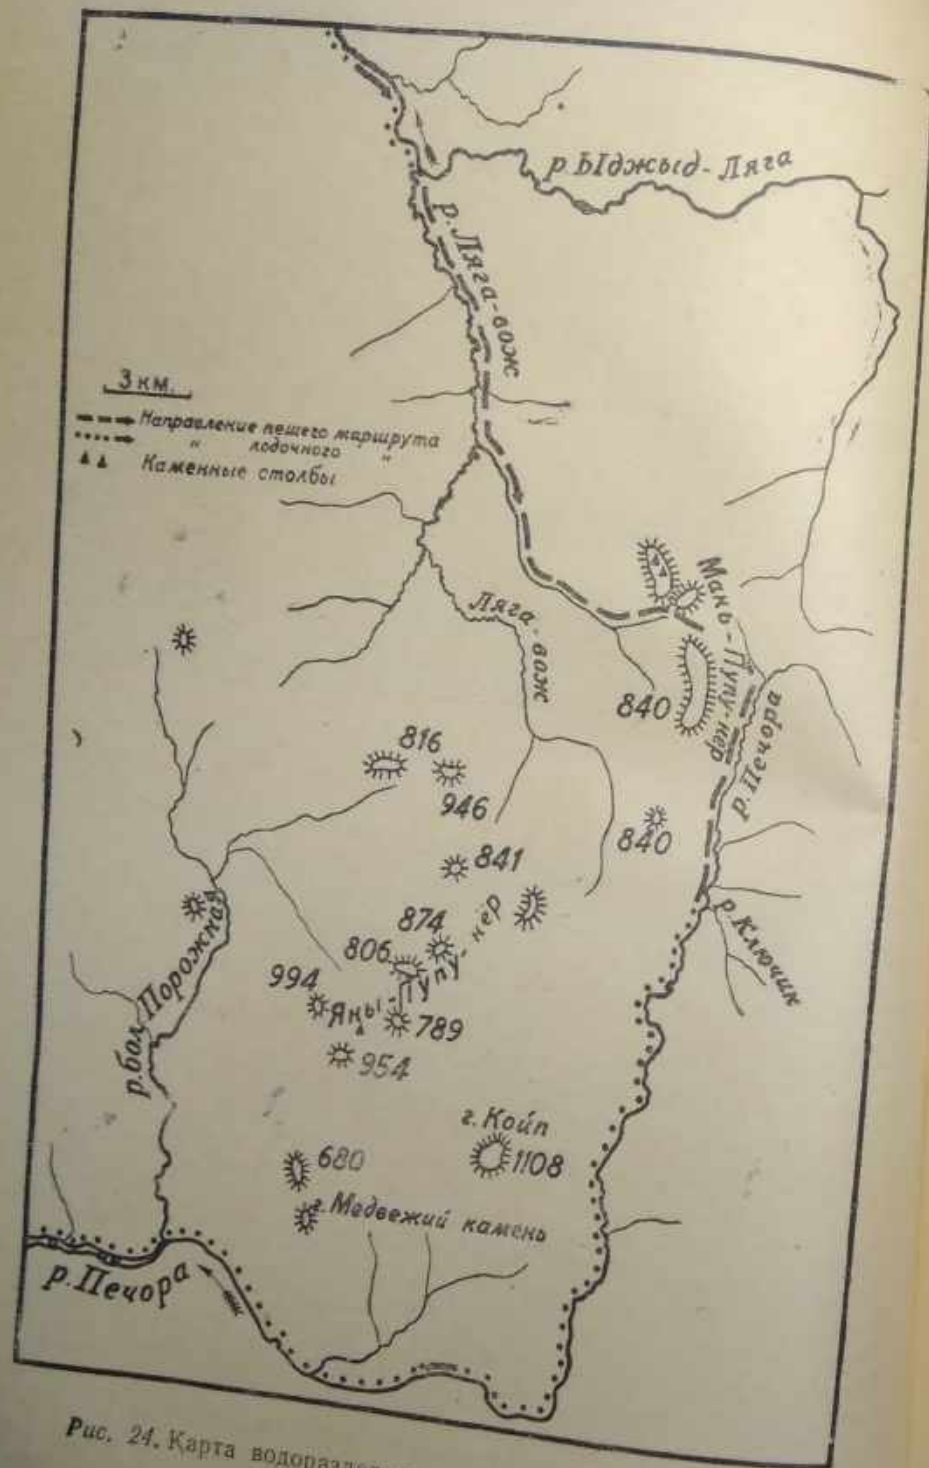 р. Ыджыд-Ляга
р. Ляга-вож
3 км.
Направление пешего маршрута
" лодочного "
Каменные столбы
Мань-Пупу-нер
Ляга-вож
840
р. Печора
816
946
840
841
874
806
994
Яны-Пупу-нер
789
954
р. Ключик
р. бол. Порожная
г. Койп
1108
680
г. Медвежий камень
р. Печора
Рис. 24. Карта